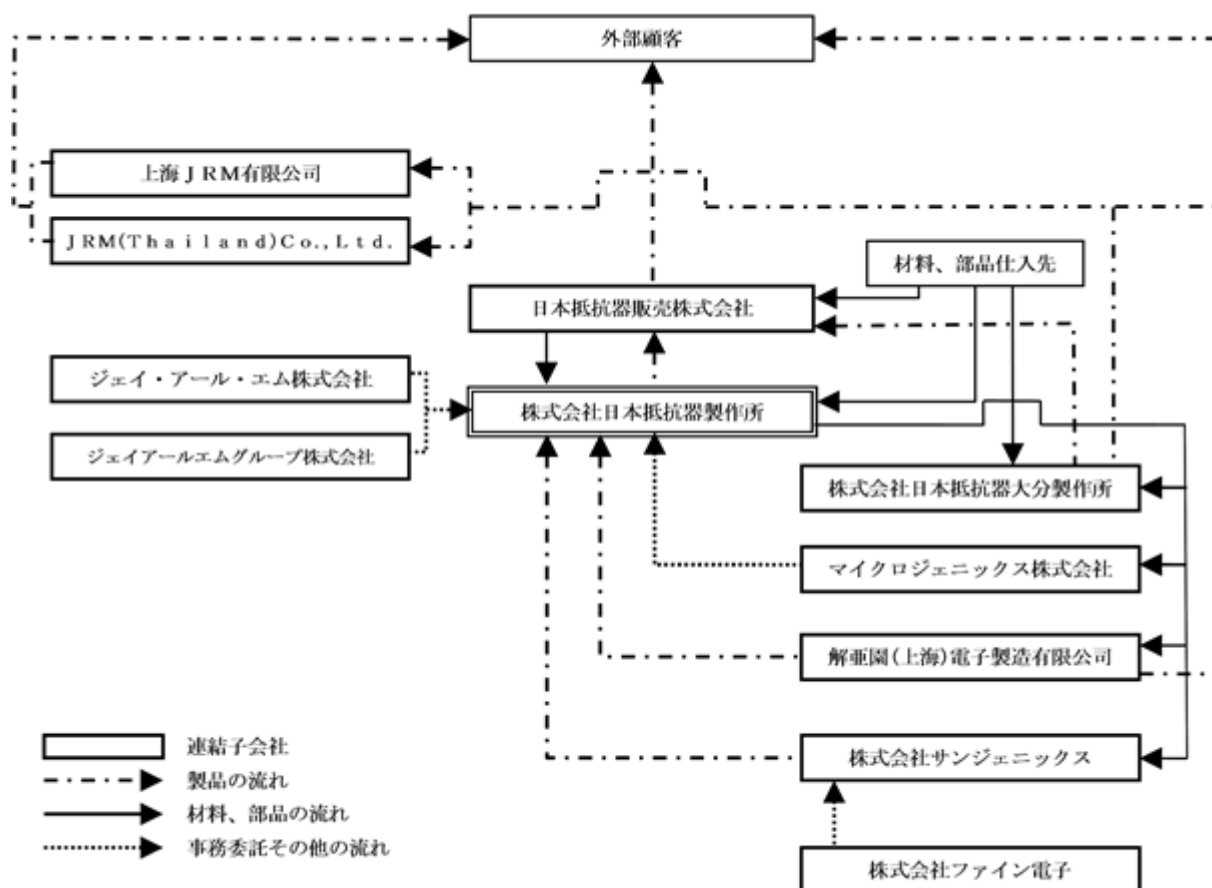 外部顧客
上海ＪＲＭ有限公司
ＪＲＭ(Ｔｈａｉｌａｎｄ)Ｃｏ.,Ｌｔｄ.
材料、部品仕入先
日本抵抗器販売株式会社
ジェイ・アール・エム株式会社
株式会社日本抵抗器製作所
ジェイアールエムグループ株式会社
株式会社日本抵抗器大分製作所
マイクロジェニックス株式会社
解亜園(上海)電子製造有限公司
株式会社サンジェニックス
株式会社ファイン電子
連結子会社
製品の流れ
材料、部品の流れ
事務委託その他の流れ